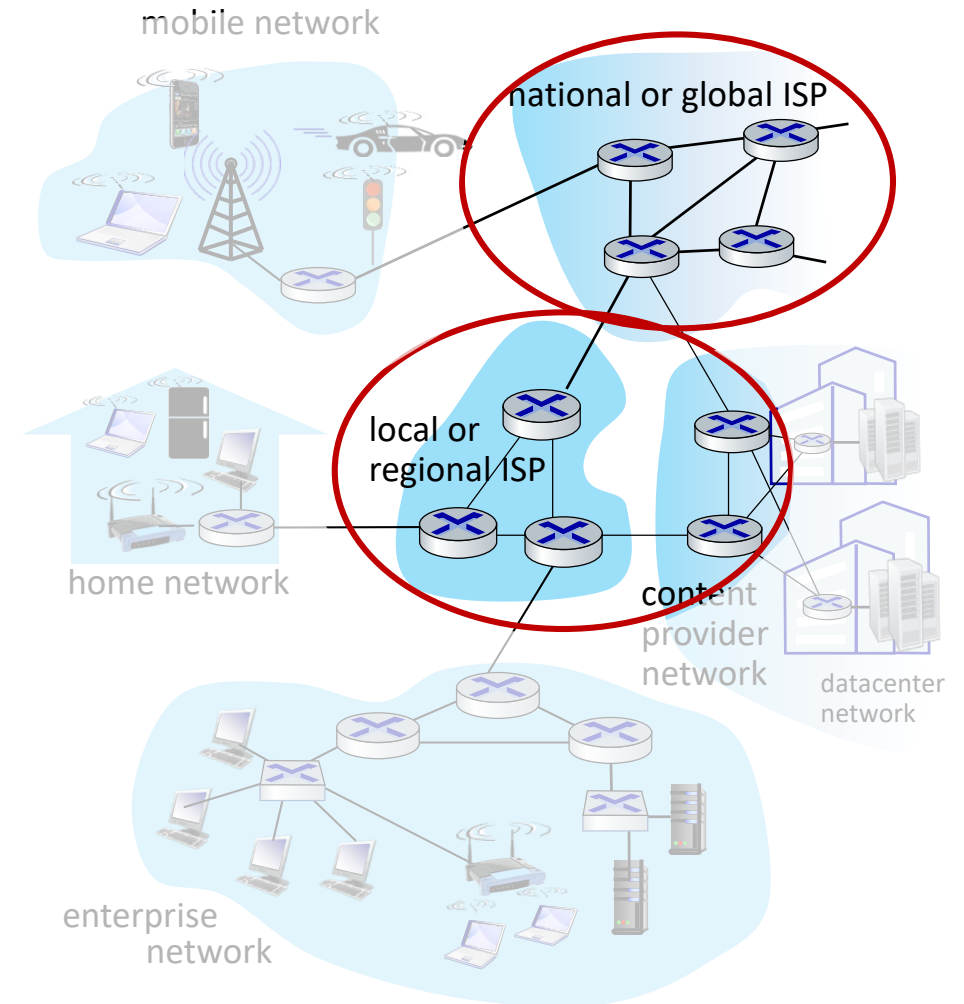 mobile network
national or global ISP
local or
regional ISP
home network
content
provider
network
datacenter
network
enterprise
network